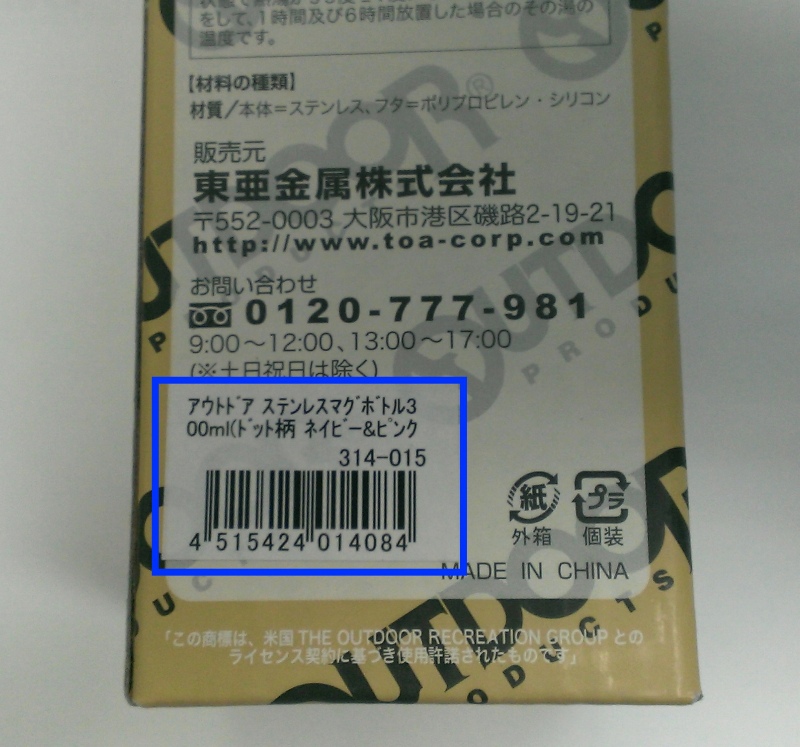 をして、1時間及び6時間放置した場合のその湯の
温度です。
【材料の種類】
材質/本体=ステンレス、フタ=ポリプロピレン・シリコン
販売元
東亜金属株式会社
〒552-0003 大阪市港区磯路2-19-21
http://www.toa-corp.com
お問い合わせ
0120-777-981
9:00～12:00、13:00～17:00
(※土日祝日は除く)
アウトドア ステンレスマグボトル3
00ml(ドット柄 ネイビー&ピンク
314-015
4 515424 014084
紙 プラ
外箱 個装
MADE IN CHINA
OUTDOOR
PRODUCTS
「この商標は、米国 THE OUTDOOR RECREATION GROUP との
ライセンス契約に基づき使用許諾されたものです」